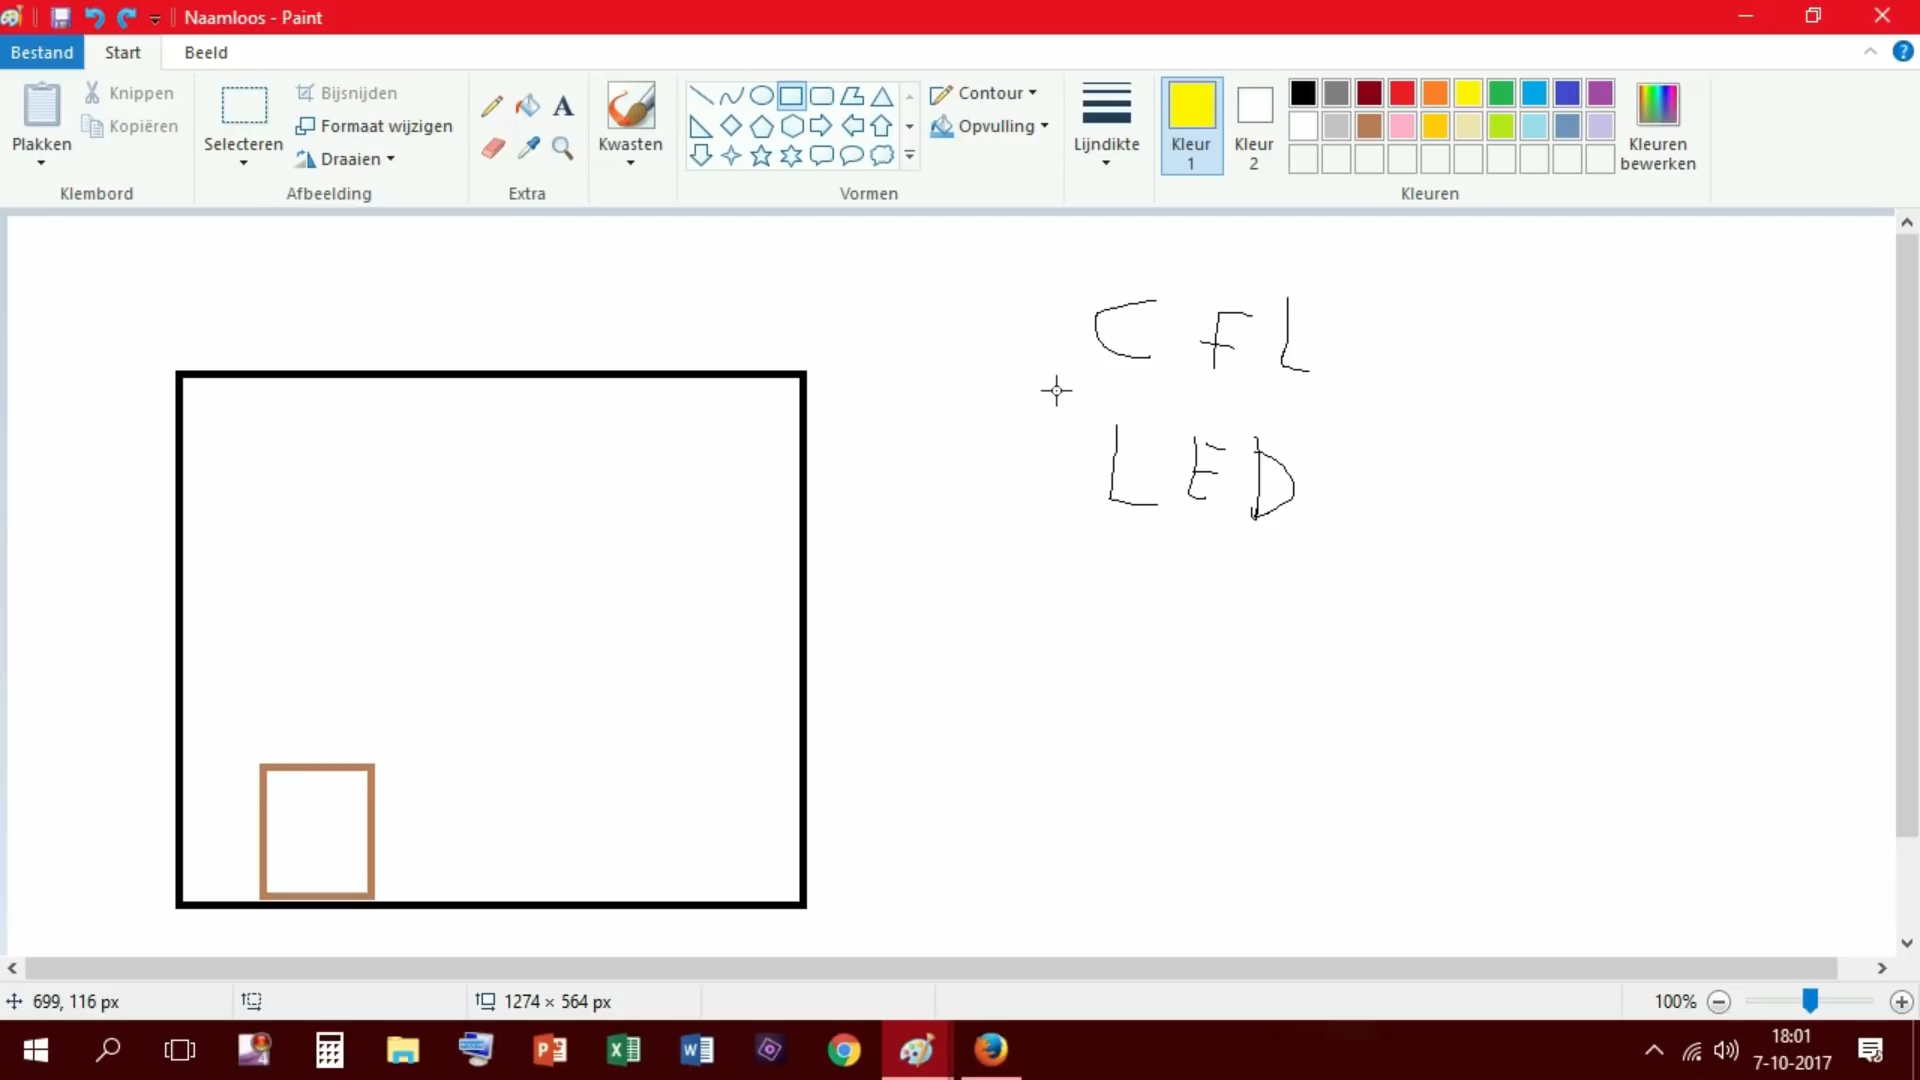 Naamloos - Paint
Bestand Start Beeld
Plakken
Knippen
Kopiëren
Klembord
Selecteren
Bijsnijden
Formaat wijzigen
Draaien
Afbeelding
A
Extra
Kwasten
Vormen
Contour
Opvulling
Lijndikte
Kleur 1
Kleur 2
Kleuren
Kleuren bewerken
CFL
LED
699, 116 px
1274 × 564 px
100%
18:01
7-10-2017